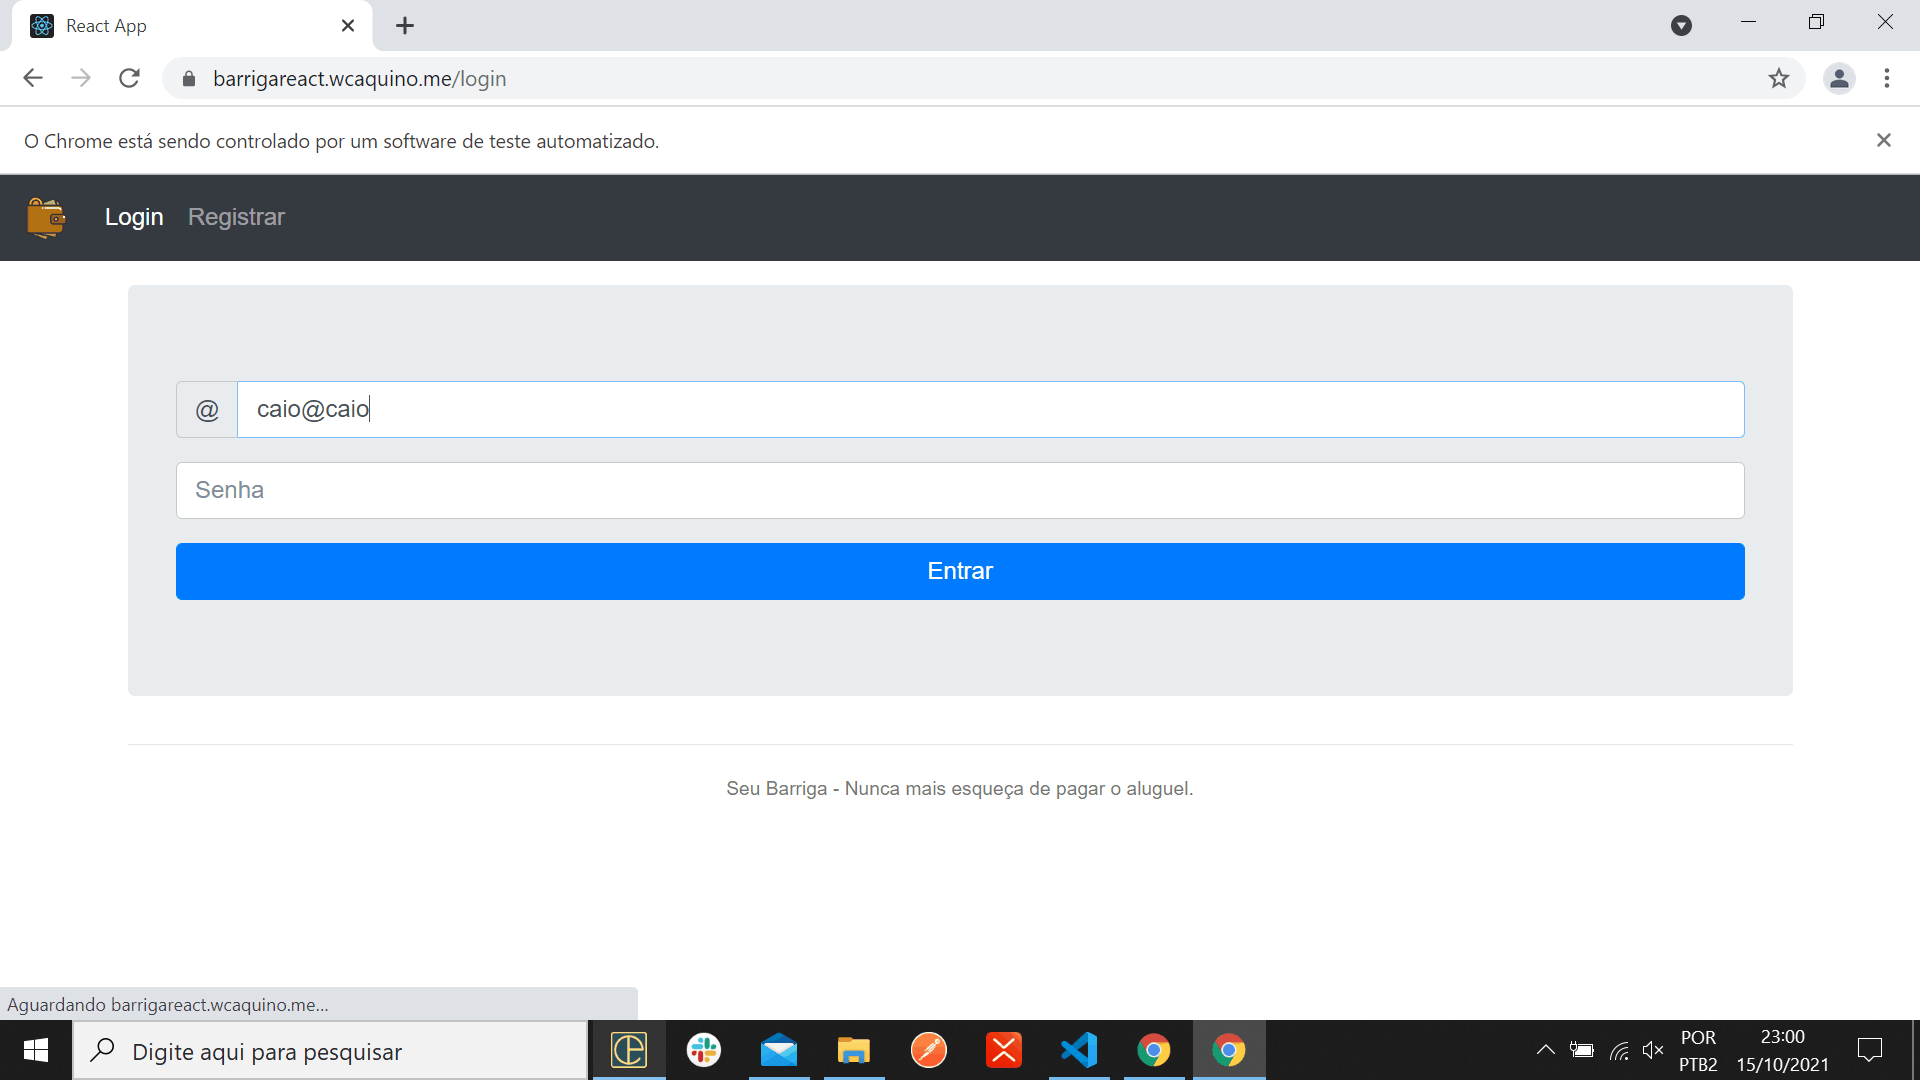 React App
barrigareact.wcaquino.me/login
O Chrome está sendo controlado por um software de teste automatizado.
Login Registrar
@ caio@caio
Senha
Entrar
Seu Barriga - Nunca mais esqueça de pagar o aluguel.
Aguardando barrigareact.wcaquino.me...
Digite aqui para pesquisar
POR 23:00
PTB2 15/10/2021